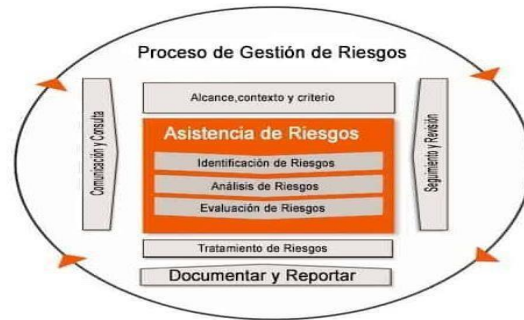 Proceso de Gestión de Riesgos
Alcance,contexto y criterio
Comunicación y Consulta
Asistencia de Riesgos
Identificación de Riesgos
Análisis de Riesgos
Evaluación de Riesgos
Seguimiento y Revisión
Tratamiento de Riesgos
Documentar y Reportar